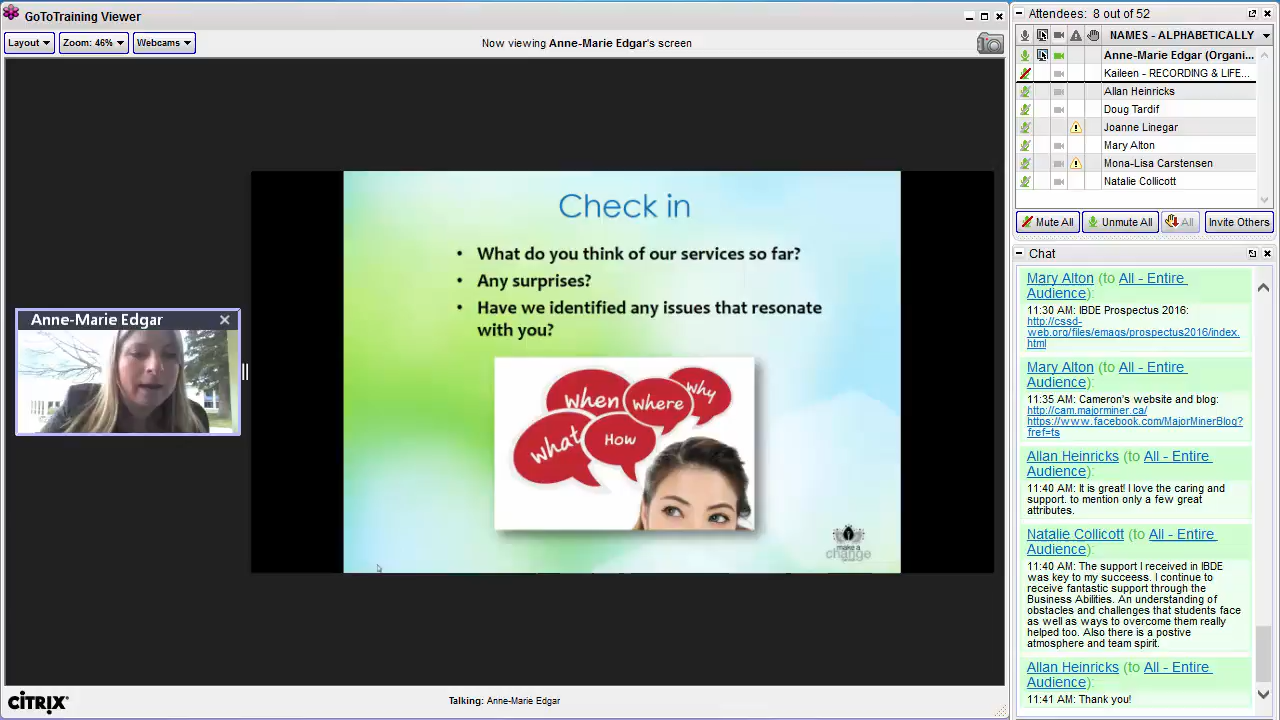 GoToTraining Viewer
Layout
Zoom: 46%
Webcams
Now viewing Anne-Marie Edgar's screen
Anne-Marie Edgar
Check in
• What do you think of our services so far?
• Any surprises?
• Have we identified any issues that resonate
with you?
When
Where
Why
What
How
make a
change
CİTRIX®
Talking: Anne-Marie Edgar
Attendees: 8 out of 52
NAMES - ALPHABETICALLY
Anne-Marie Edgar (Organi...
Kaileen - RECORDING & LIFE...
Allan Heinricks
Doug Tardif
Joanne Linegar
Mary Alton
Mona-Lisa Carstensen
Natalie Collicott
Mute All
Unmute All
All
Invite Others
Chat
Mary Alton (to All - Entire
Audience):
11:30 AM: IBDE Prospectus 2016:
http://cssd-
web.org/files/emags/prospectus2016/index.
html
Mary Alton (to All - Entire
Audience):
11:35 AM: Cameron's website and blog:
http://cam.majorminer.ca/
https://www.facebook.com/MajorMinerBlog?
fref=ts
Allan Heinricks (to All - Entire
Audience):
11:40 AM: It is great! I love the caring and
support. to mention only a few great
attributes.
Natalie Collicott (to All - Entire
Audience):
11:40 AM: The support I received in IBDE
was key to my succeess. I continue to
receive fantastic support through the
Business Abilities. An understanding of
obstacles and challenges that students face
as well as ways to overcome them really
helped too. Also there is a postive
atmosphere and team spirit.
Allan Heinricks (to All - Entire
Audience):
11:41 AM: Thank you!